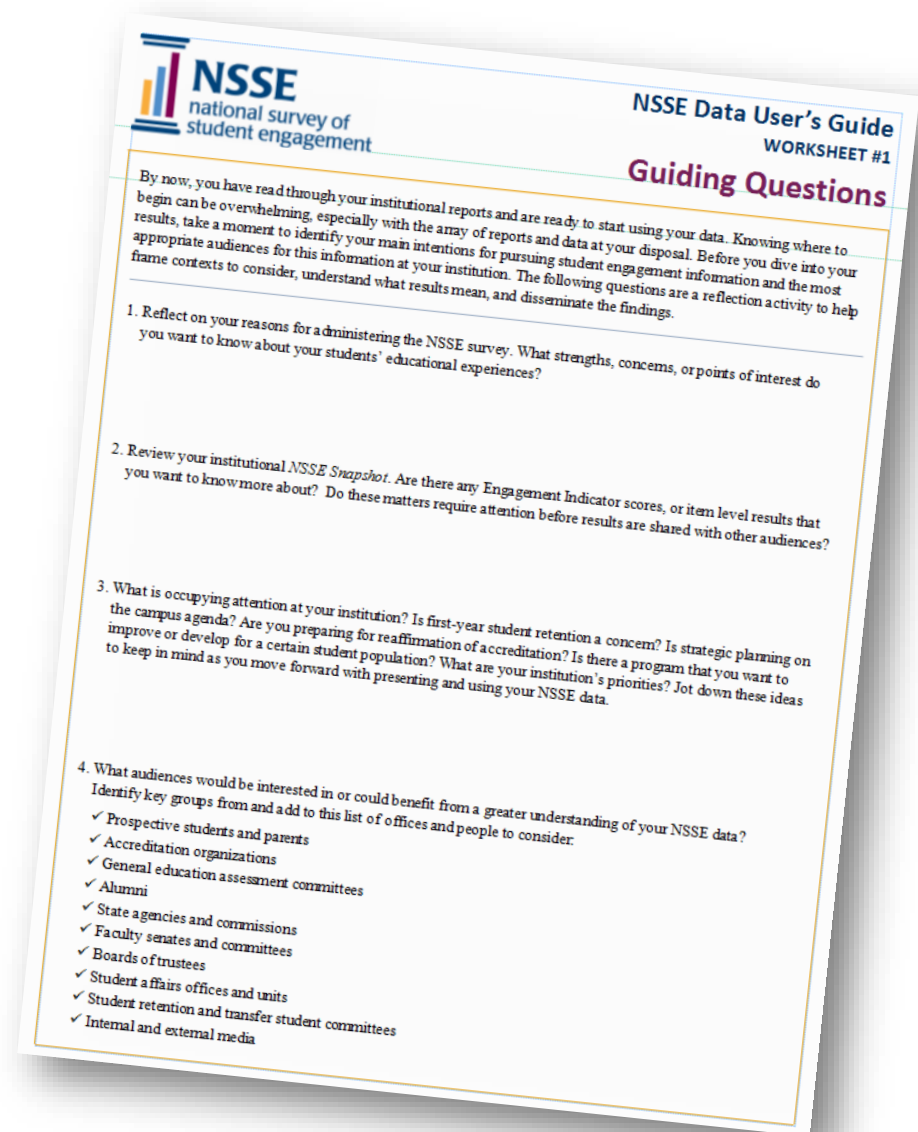 NSSE
national survey of
student engagement
NSSE Data User's Guide
WORKSHEET #1
Guiding Questions
By now, you have read through your institutional reports and are ready to start using your data. Knowing where to
begin can be overwhelming, especially with the array of reports and data at your disposal. Before you dive into your
results, take a moment to identify your main intentions for pursuing student engagement information and the most
appropriate audiences for this information at your institution. The following questions are a reflection activity to help
frame contexts to consider, understand what results mean, and disseminate the findings.
1. Reflect on your reasons for administering the NSSE survey. What strengths, concerns, or points of interest do
you want to know about your students' educational experiences?
2. Review your institutional NSSE Snapshot. Are there any Engagement Indicator scores, or item level results that
you want to know more about? Do these matters require attention before results are shared with other audiences?
3. What is occupying attention at your institution? Is first-year student retention a concern? Is strategic planning on
the campus agenda? Are you preparing for reaffirmation of accreditation? Is there a program that you want to
improve or develop for a certain student population? What are your institution's priorities? Jot down these ideas
to keep in mind as you move forward with presenting and using your NSSE data.
4. What audiences would be interested in or could benefit from a greater understanding of your NSSE data?
Identify key groups from and add to this list of offices and people to consider:
✓ Prospective students and parents
✓ Accreditation organizations
✓ General education assessment committees
✓ Alumni
✓ State agencies and commissions
✓ Faculty senates and committees
✓ Boards of trustees
✓ Student affairs offices and units
✓ Student retention and transfer student committees
✓ Internal and external media